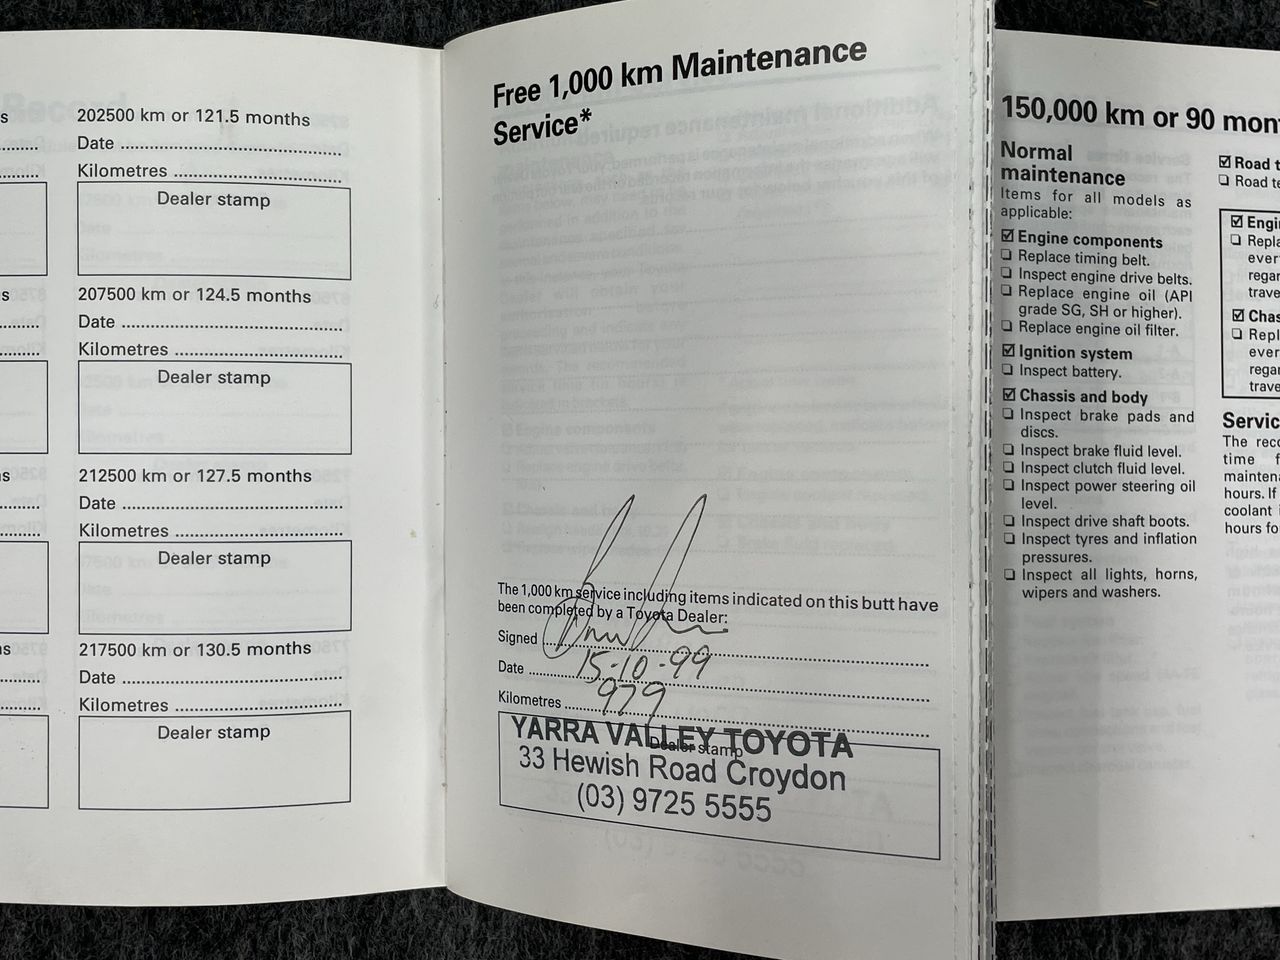 202500 km or 121.5 months
Date
Kilometres
Dealer stamp
207500 km or 124.5 months
Date
Kilometres
Dealer stamp
212500 km or 127.5 months
Date
Kilometres
Dealer stamp
217500 km or 130.5 months
Date
Kilometres
Dealer stamp
Free 1,000 km Maintenance
Service*
The 1,000 km service including items indicated on this butt have
been completed by a Toyota Dealer:
Signed
Date 15-10-99
Kilometres 979
Dealer stamp
YARRA VALLEY TOYOTA
33 Hewish Road Croydon
(03) 9725 5555
150,000 km or 90 mont
Normal
maintenance
Items for all models as
applicable:
☑ Engine components
❏ Replace timing belt.
❏ Inspect engine drive belts.
❏ Replace engine oil (API
grade SG, SH or higher).
❏ Replace engine oil filter.
☑ Ignition system
❏ Inspect battery.
☑ Chassis and body
❏ Inspect brake pads and
discs.
❏ Inspect brake fluid level.
❏ Inspect clutch fluid level.
❏ Inspect power steering oil
level.
❏ Inspect drive shaft boots.
❏ Inspect tyres and inflation
pressures.
❏ Inspect all lights, horns,
wipers and washers.
☑ Road t
❏ Road te
☑ Engi
❏ Repla
ever
regar
trave
☑ Chas
❏ Repl
ever
regar
trave
Servic
The reco
time f
maintena
hours. If
coolant i
hours fo